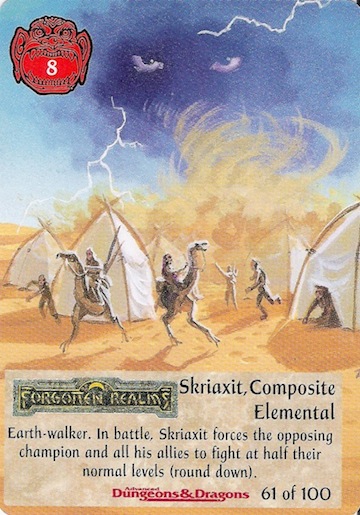 8
FORGOTTEN REALMS
Skriaxit, Composite
Elemental
Earth-walker. In battle, Skriaxit forces the opposing
champion and all his allies to fight at half their
normal levels (round down).
Advanced
Dungeons & Dragons
61 of 100